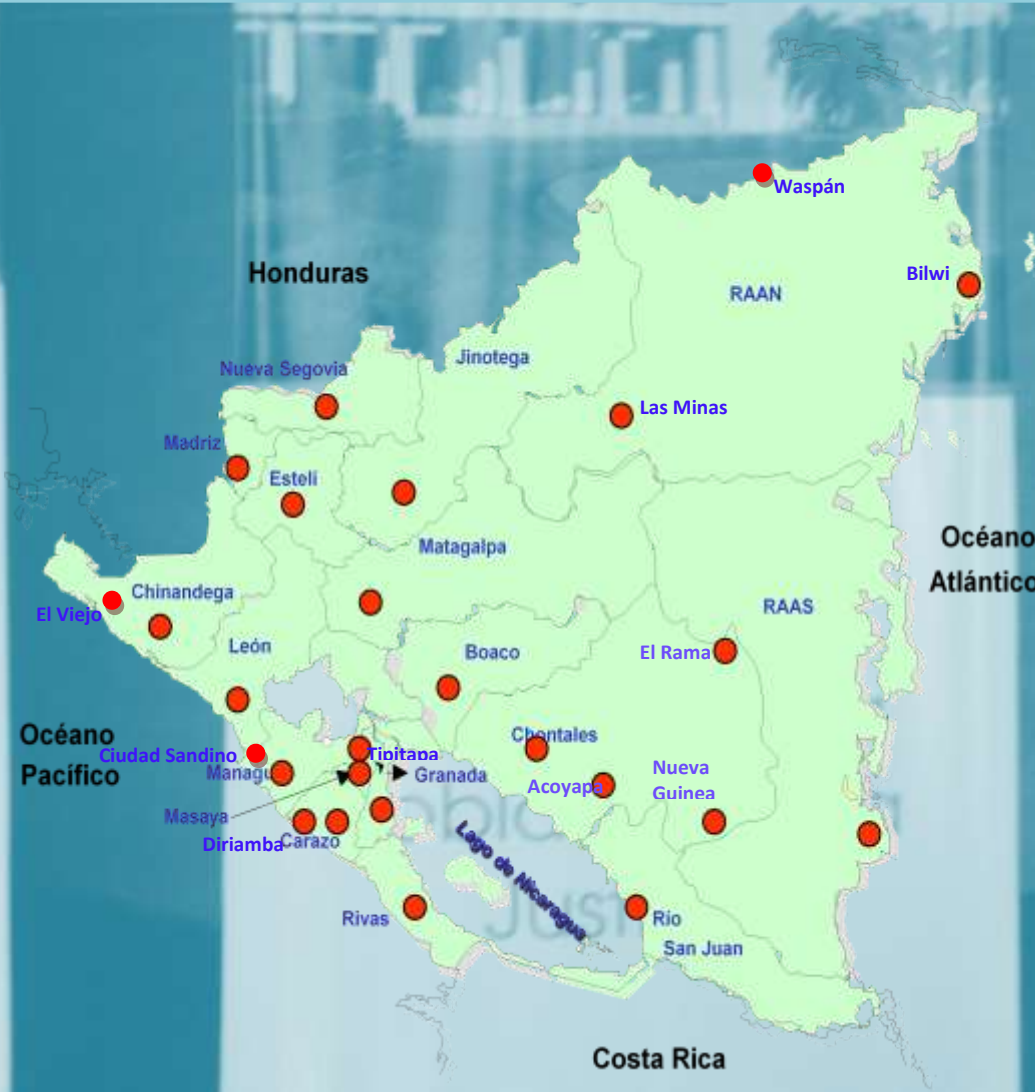 Waspán
Honduras
Bilwi
RAAN
Jinotega
Nueva Segovia
Las Minas
Madriz
Esteli
Océano
Atlántico
Matagalpa
Chinandega
El Viejo
RAAS
León
Boaco
El Rama
Océano
Pacífico
Chontales
Ciudad Sandino
Tipitapa
Managu
Granada
Nueva
Guinea
Acoyapa
Masaya
Diriamba
Carazo
Lago de Nicaragua
Rivas
Río
San Juan
Costa Rica